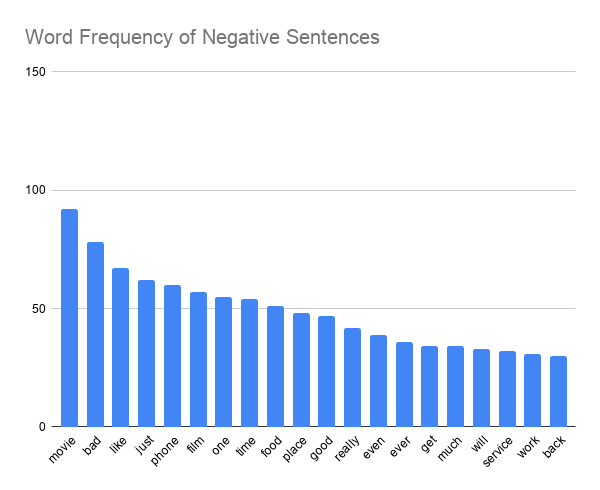 Word Frequency of Negative Sentences
150
100
50
0
movie
bad
like
just
phone
film
one
time
food
place
good
really
even
ever
get
much
will
service
work
back